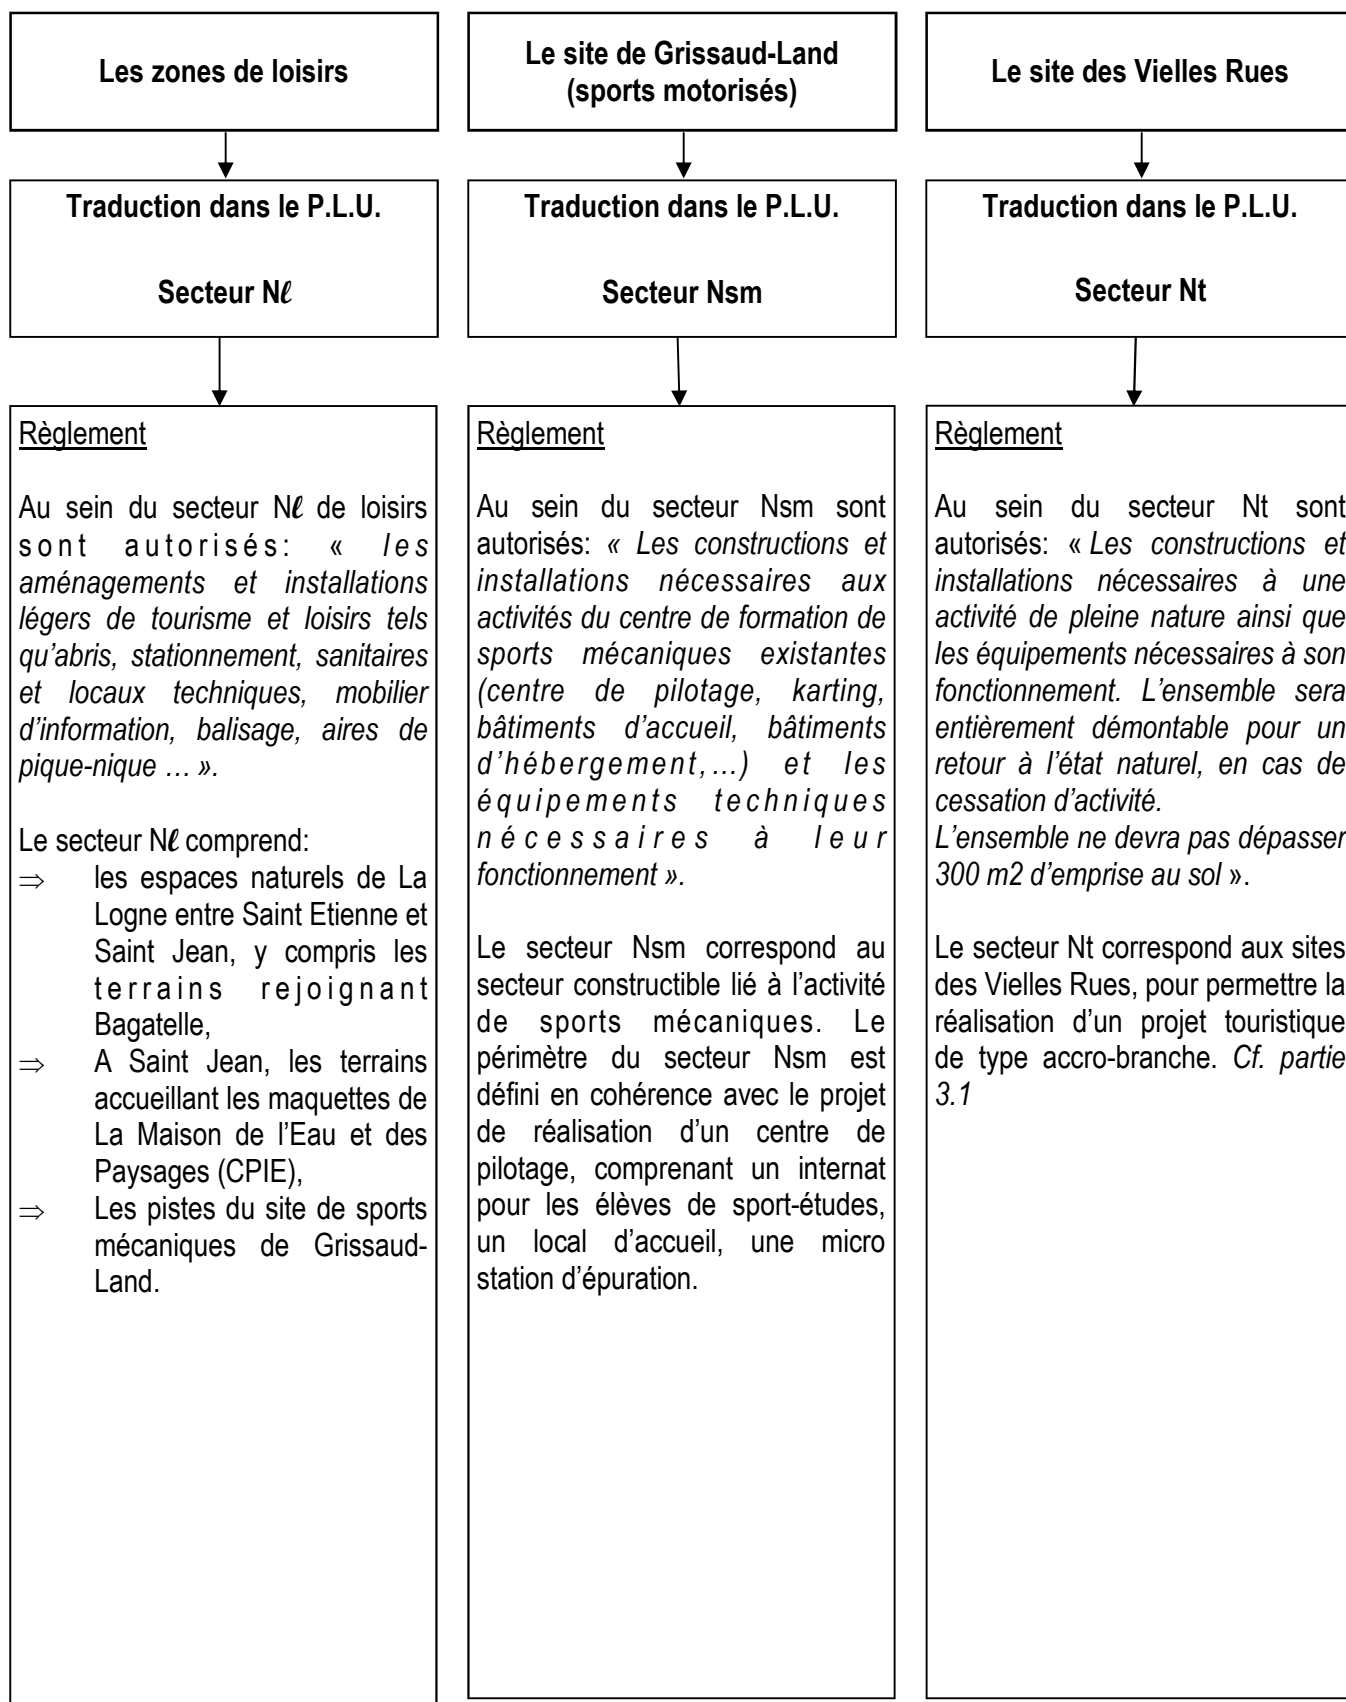 Les zones de loisirs
Traduction dans le P.L.U.
Secteur Nℓ
Règlement
Au sein du secteur Nℓ de loisirs
sont autorisés: « les
aménagements et installations
légers de tourisme et loisirs tels
qu’abris, stationnement, sanitaires
et locaux techniques, mobilier
d’information, balisage, aires de
pique-nique … ».
Le secteur Nℓ comprend:
⇒ les espaces naturels de La
Logne entre Saint Etienne et
Saint Jean, y compris les
terrains rejoignant
Bagatelle,
⇒ A Saint Jean, les terrains
accueillant les maquettes de
La Maison de l’Eau et des
Paysages (CPIE),
⇒ Les pistes du site de sports
mécaniques de Grissaud-
Land.
Le site de Grissaud-Land
(sports motorisés)
Traduction dans le P.L.U.
Secteur Nsm
Règlement
Au sein du secteur Nsm sont
autorisés: « Les constructions et
installations nécessaires aux
activités du centre de formation de
sports mécaniques existantes
(centre de pilotage, karting,
bâtiments d’accueil, bâtiments
d’hébergement,…) et les
équipements techniques
nécessaires à leur
fonctionnement ».
Le secteur Nsm correspond au
secteur constructible lié à l’activité
de sports mécaniques. Le
périmètre du secteur Nsm est
défini en cohérence avec le projet
de réalisation d’un centre de
pilotage, comprenant un internat
pour les élèves de sport-études,
un local d’accueil, une micro
station d’épuration.
Le site des Vielles Rues
Traduction dans le P.L.U.
Secteur Nt
Règlement
Au sein du secteur Nt sont
autorisés: « Les constructions et
installations nécessaires à une
activité de pleine nature ainsi que
les équipements nécessaires à son
fonctionnement. L’ensemble sera
entièrement démontable pour un
retour à l’état naturel, en cas de
cessation d’activité.
L’ensemble ne devra pas dépasser
300 m2 d’emprise au sol ».
Le secteur Nt correspond aux sites
des Vielles Rues, pour permettre la
réalisation d’un projet touristique
de type accro-branche. Cf. partie
3.1